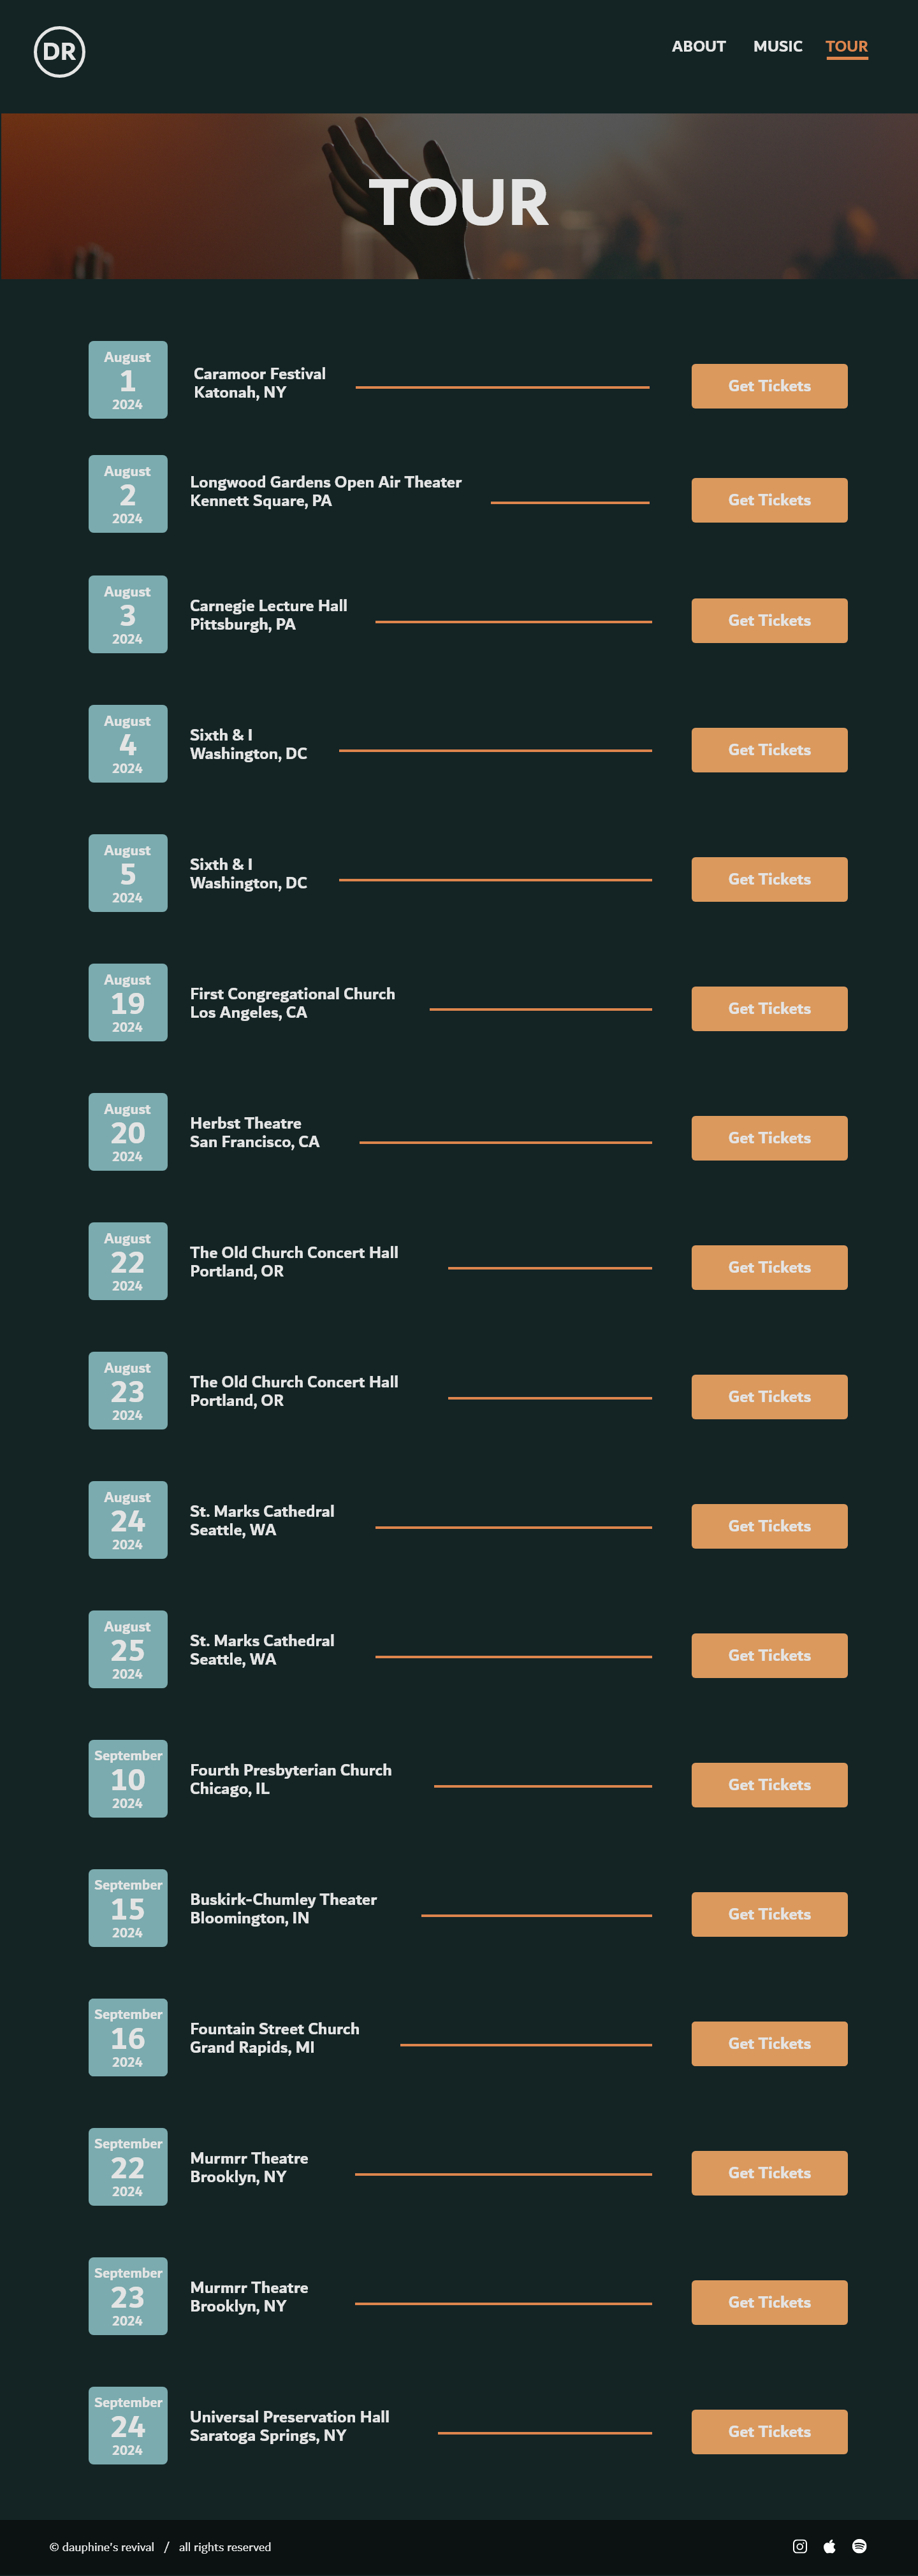 DR
ABOUT MUSIC TOUR
TOUR
August
1
2024
Caramoor Festival
Katonah, NY
Get Tickets
August
2
2024
Longwood Gardens Open Air Theater
Kennett Square, PA
Get Tickets
August
3
2024
Carnegie Lecture Hall
Pittsburgh, PA
Get Tickets
August
4
2024
Sixth & I
Washington, DC
Get Tickets
August
5
2024
Sixth & I
Washington, DC
Get Tickets
August
19
2024
First Congregational Church
Los Angeles, CA
Get Tickets
August
20
2024
Herbst Theatre
San Francisco, CA
Get Tickets
August
22
2024
The Old Church Concert Hall
Portland, OR
Get Tickets
August
23
2024
The Old Church Concert Hall
Portland, OR
Get Tickets
August
24
2024
St. Marks Cathedral
Seattle, WA
Get Tickets
August
25
2024
St. Marks Cathedral
Seattle, WA
Get Tickets
September
10
2024
Fourth Presbyterian Church
Chicago, IL
Get Tickets
September
15
2024
Buskirk-Chumley Theater
Bloomington, IN
Get Tickets
September
16
2024
Fountain Street Church
Grand Rapids, MI
Get Tickets
September
22
2024
Murmrr Theatre
Brooklyn, NY
Get Tickets
September
23
2024
Murmrr Theatre
Brooklyn, NY
Get Tickets
September
24
2024
Universal Preservation Hall
Saratoga Springs, NY
Get Tickets
© dauphine's revival / all rights reserved